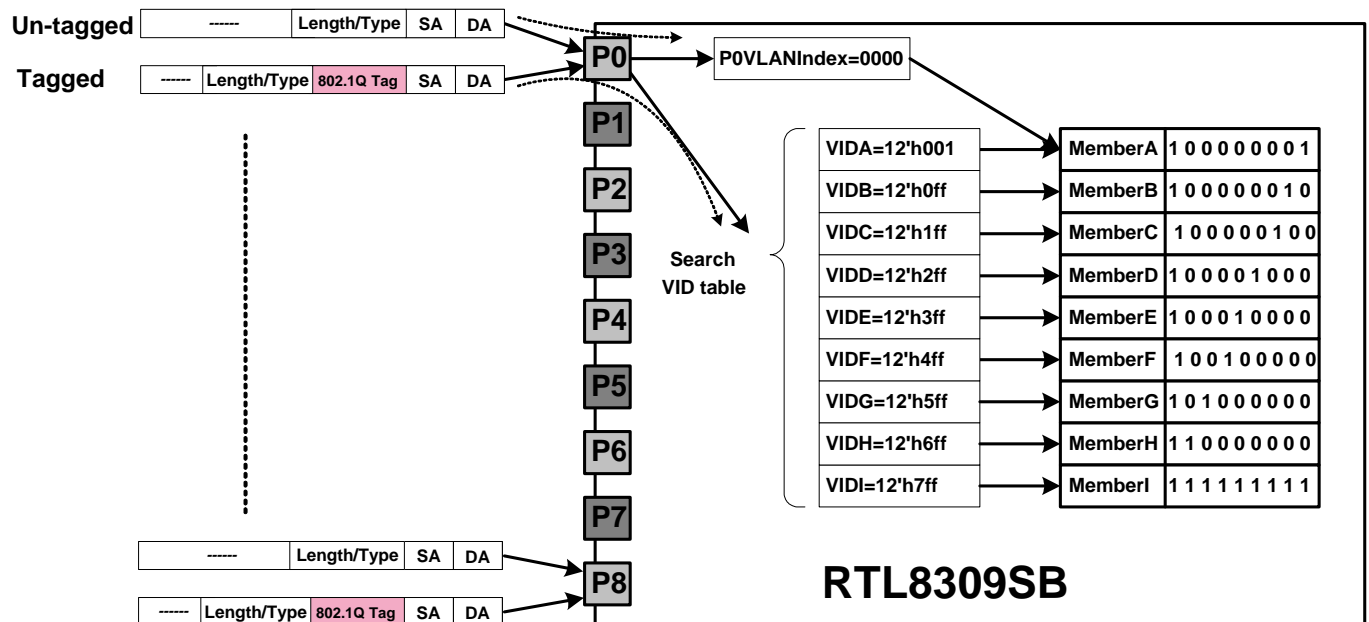 Un-tagged ------ Length/Type SA DA
Tagged ------ Length/Type 802.1Q Tag SA DA
P0
P0VLANIndex=0000
P1
P2
P3
P4
P5
P6
P7
P8
Search
VID table
VIDA=12'h001 MemberA 1 0 0 0 0 0 0 0 1
VIDB=12'h0ff MemberB 1 0 0 0 0 0 0 1 0
VIDC=12'h1ff MemberC 1 0 0 0 0 0 1 0 0
VIDD=12'h2ff MemberD 1 0 0 0 0 1 0 0 0
VIDE=12'h3ff MemberE 1 0 0 0 1 0 0 0 0
VIDF=12'h4ff MemberF 1 0 0 1 0 0 0 0 0
VIDG=12'h5ff MemberG 1 0 1 0 0 0 0 0 0
VIDH=12'h6ff MemberH 1 1 0 0 0 0 0 0 0
VIDI=12'h7ff MemberI 1 1 1 1 1 1 1 1 1
------ Length/Type SA DA
------ Length/Type 802.1Q Tag SA DA
RTL8309SB